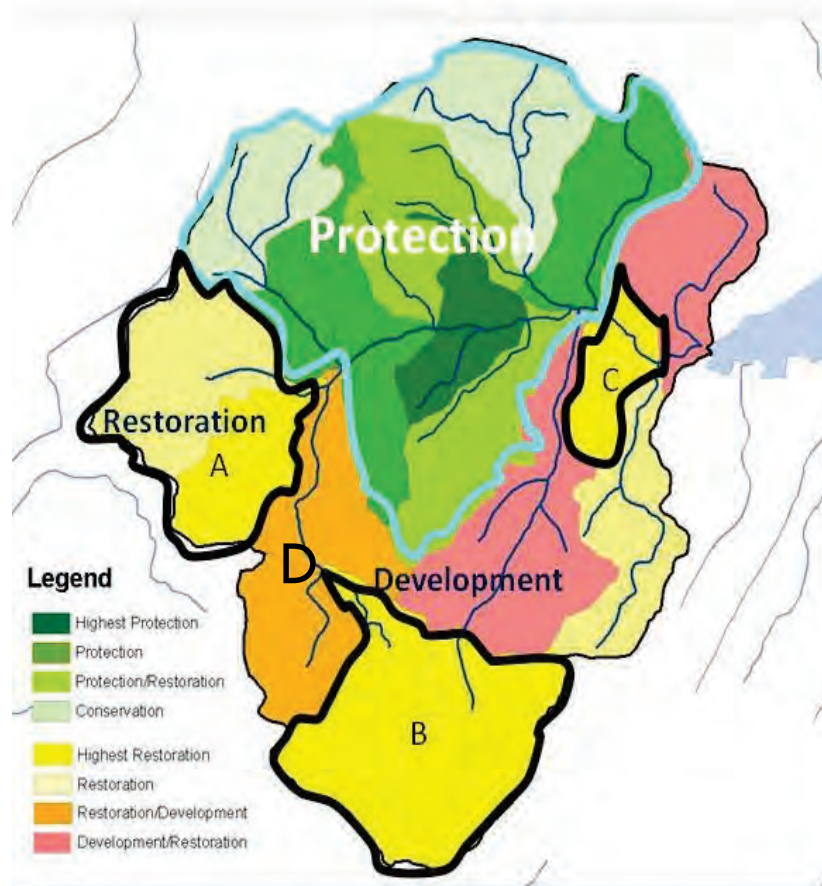 Protection
Restoration
A
C
D
Development
B
Legend
Highest Protection
Protection
Protection/Restoration
Conservation
Highest Restoration
Restoration
Restoration/Development
Development/Restoration